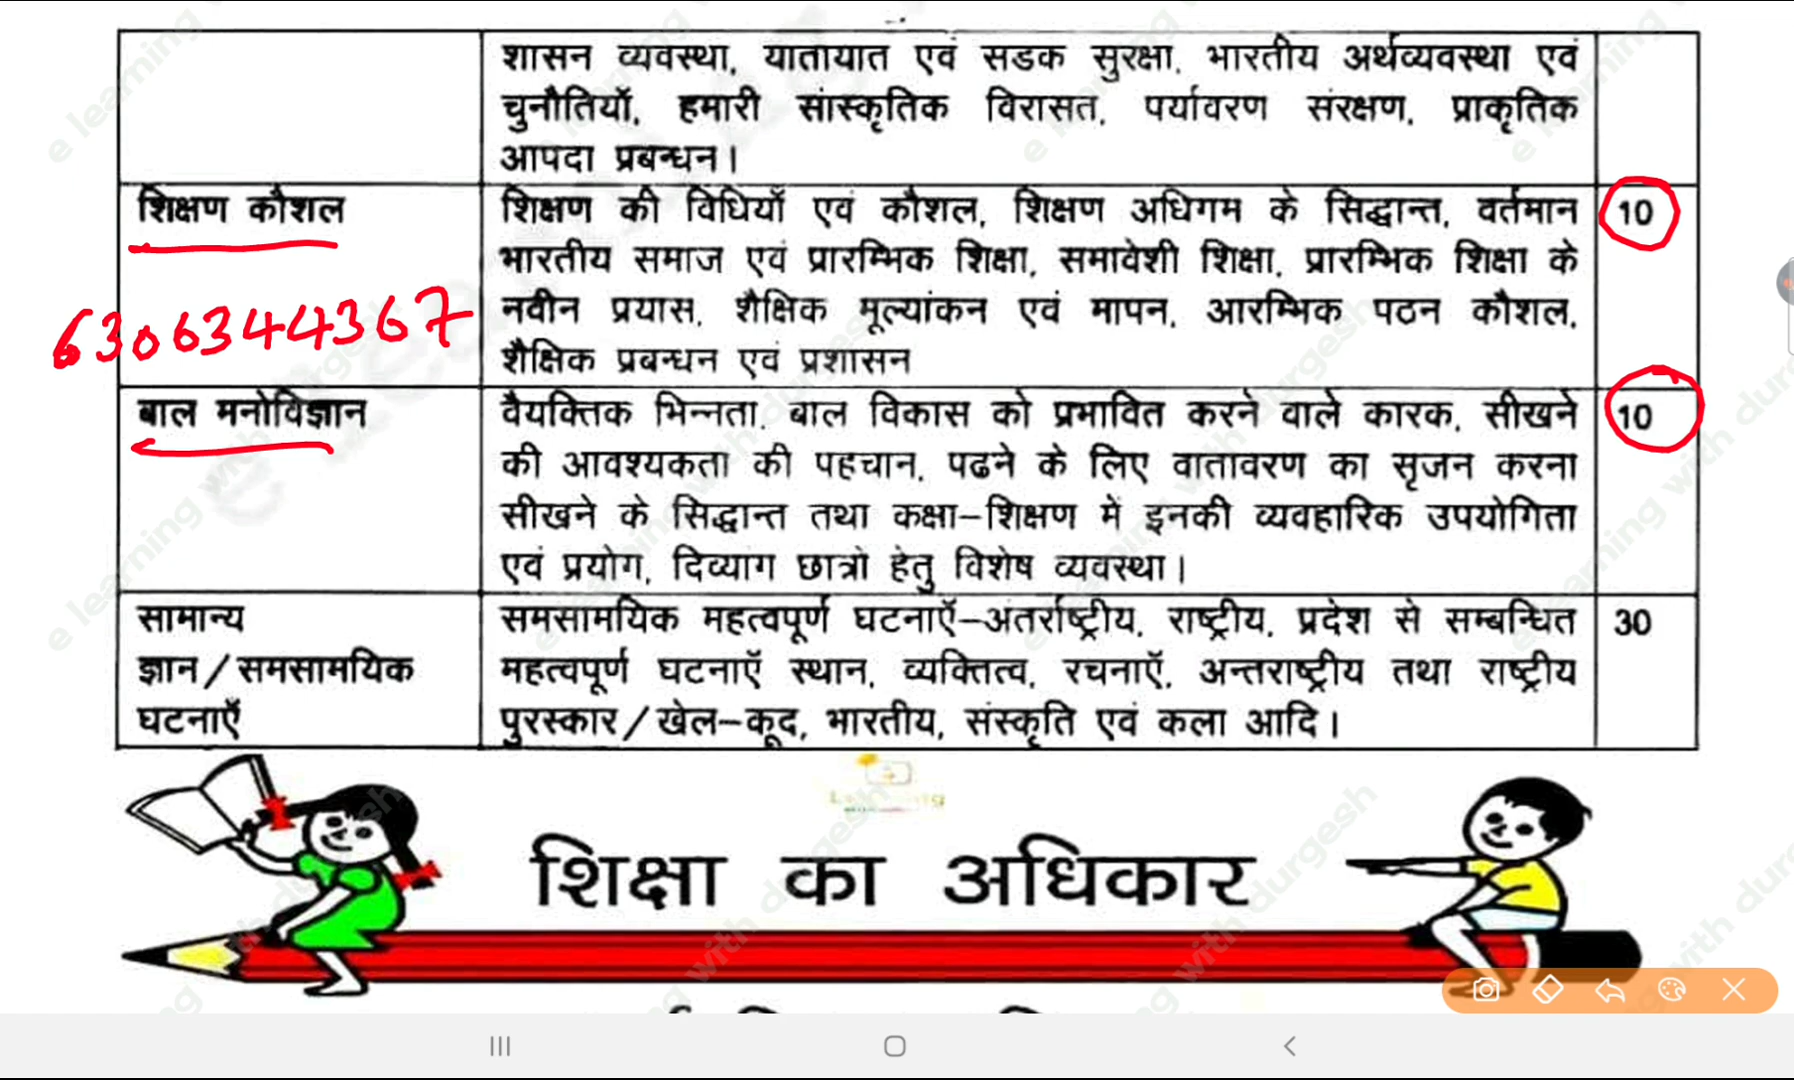 शासन व्यवस्था, यातायात एवं सडक सुरक्षा, भारतीय अर्थव्यवस्था एवं
चुनौतियॉ, हमारी सांस्कृतिक विरासत, पर्यावरण संरक्षण, प्राकृतिक
आपदा प्रबन्धन।
शिक्षण कौशल
शिक्षण की विधियॉ एवं कौशल, शिक्षण अधिगम के सिद्धान्त, वर्तमान
10
भारतीय समाज एवं प्रारम्भिक शिक्षा, समावेशी शिक्षा, प्रारम्भिक शिक्षा के
नवीन प्रयास, शैक्षिक मूल्यांकन एवं मापन, आरम्भिक पठन कौशल,
शैक्षिक प्रबन्धन एवं प्रशासन
6306344367
बाल मनोविज्ञान
वैयक्तिक भिन्नता, बाल विकास को प्रभावित करने वाले कारक, सीखने
10
की आवश्यकता की पहचान, पढने के लिए वातावरण का सृजन करना
सीखने के सिद्धान्त तथा कक्षा–शिक्षण में इनकी व्यवहारिक उपयोगिता
एवं प्रयोग, दिव्याग छात्रो हेतु विशेष व्यवस्था।
सामान्य
ज्ञान/समसामयिक
घटनाऍ
समसामयिक महत्वपूर्ण घटनाऍ–अंतर्राष्ट्रीय, राष्ट्रीय, प्रदेश से सम्बन्धित
30
महत्वपूर्ण घटनाऍ स्थान, व्यक्तित्व, रचनाऍ, अन्तराष्ट्रीय तथा राष्ट्रीय
पुरस्कार/खेल–कूद, भारतीय, संस्कृति एवं कला आदि।
शिक्षा का अधिकार
e learning with durgesh